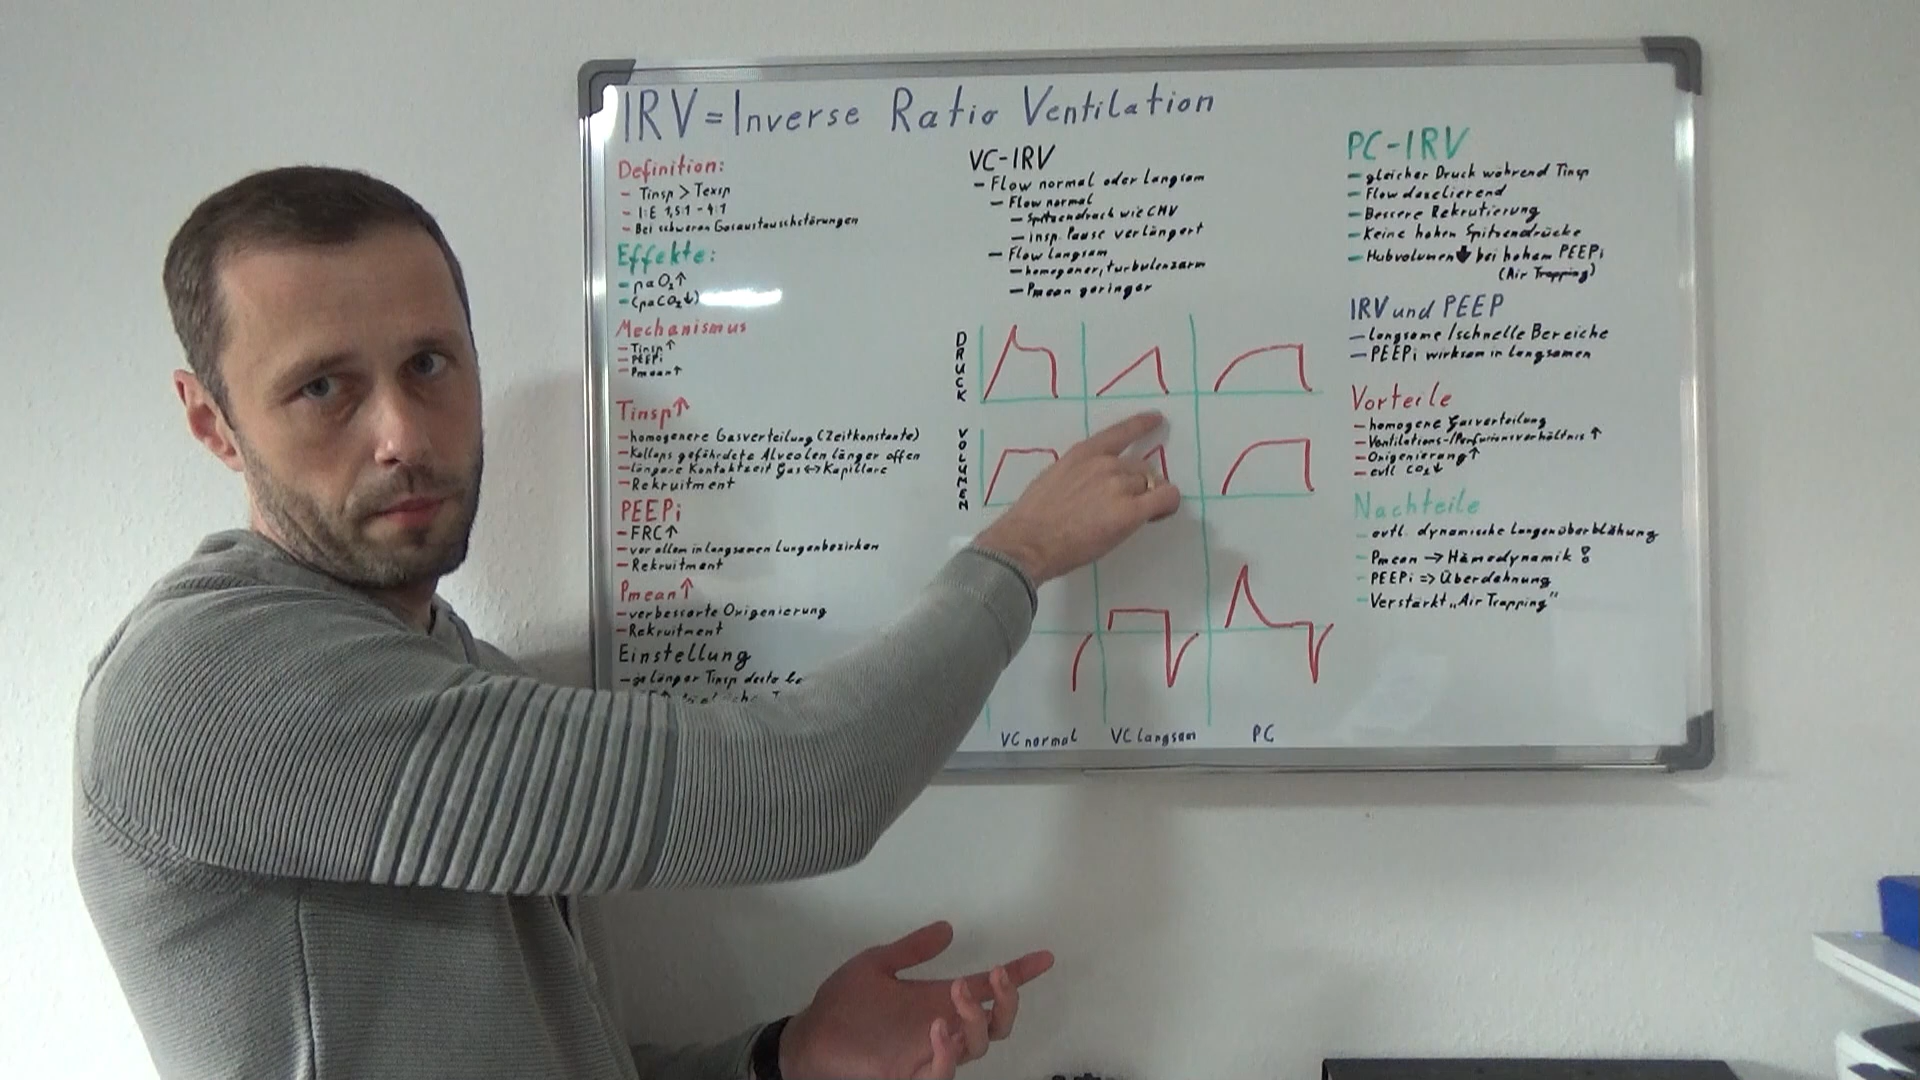 IRV = Inverse Ratio Ventilation
Definition:
- Tinsp > Texsp
- I:E 1,5:1 - 4:1
- Bei schweren Gasaustauschstörungen
Effekte:
- paO₂↑
- (paCO₂↓)
Mechanismus
- Tinsp↑
- PEEPi
- Pmean↑
Tinsp↑
- homogenere Gasverteilung (Zeitkonstante)
- Kollaps gefährdete Alveolen länger offen
- längere Kontaktzeit Gas <-> Kapillare
- Rekruitment
PEEPi
- FRC↑
- vor allem in langsamen Lungenbezirken
- Rekruitment
Pmean↑
- verbesserte Oxigenierung
- Rekruitment
Einstellung
- je länger Tinsp desto
VC-IRV
- Flow normal oder langsam
- Flow normal
- Spitzendruck wie CMV
- insp. Pause verlängert
- Flow langsam
- homogener, turbulenzarm
- Pmean geringer
DRUCK
VOLUMEN
VC normal
VC langsam
PC
PC-IRV
- gleicher Druck während Tinsp
- Flow dezelierend
- Bessere Rekrutierung
- Keine hohen Spitzendrücke
- Hubvolumen ↓ bei hohem PEEPi
(Air Trapping)
IRV und PEEP
- langsame / schnelle Bereiche
- PEEPi wirksam in langsamen
Vorteile
- homogene Gasverteilung
- Ventilations-/Perfusionsverhältnis ↑
- Oxigenierung↑
- evtl CO₂↓
Nachteile
- evtl. dynamische Lungenüberblähung
- Pmean → Hämodynamik !
- PEEPi => Überdehnung
- Verstärkt „Air Trapping"